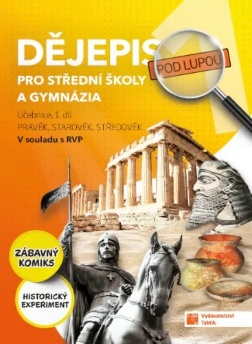 DĚJEPIS
POD LUPOU
PRO STŘEDNÍ ŠKOLY
A GYMNÁZIA
Učebnice, 1. díl
PRAVĚK, STAROVĚK, STŘEDOVĚK
V souladu s RVP
ZÁBAVNÝ
KOMIKS
HISTORICKÝ
EXPERIMENT
Vydavatelství
Taktik